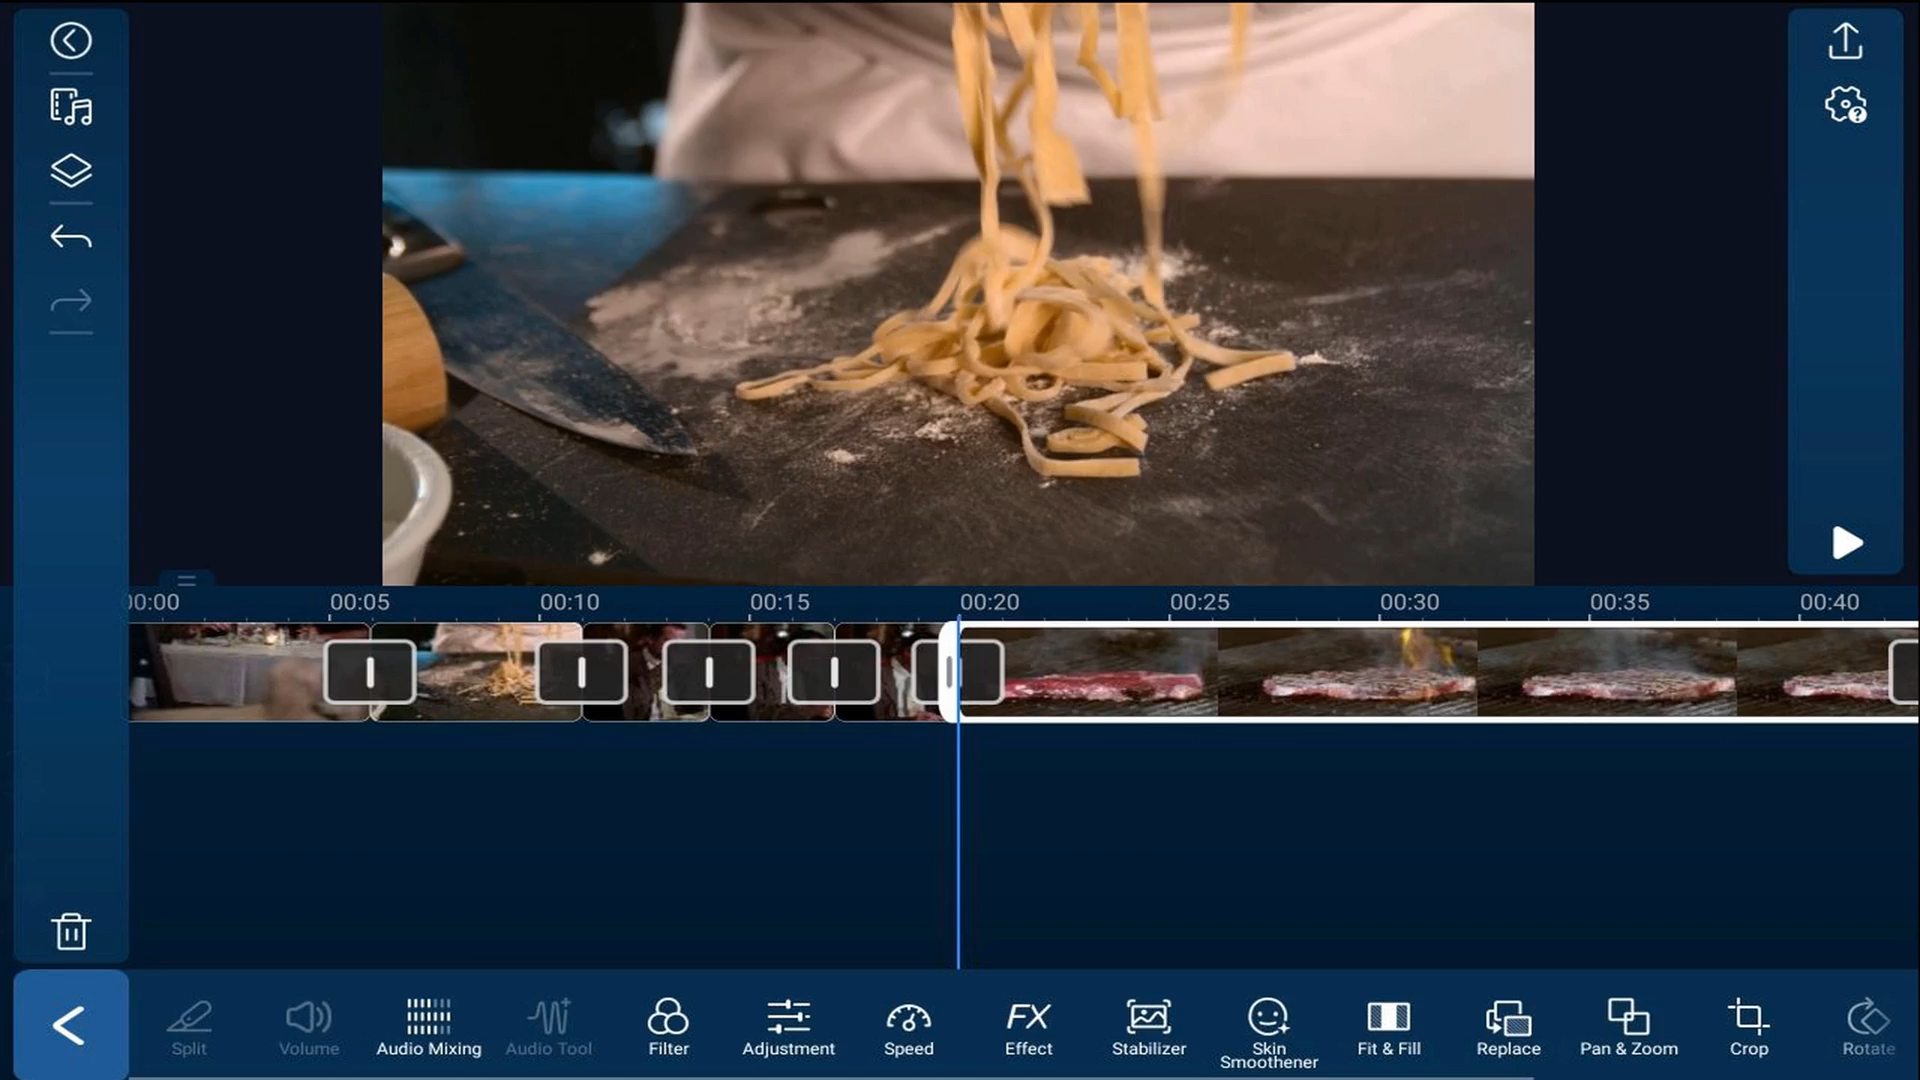 00:00 00:05 00:10 00:15 00:20 00:25 00:30 00:35 00:40
Split Volume Audio Mixing Audio Tool Filter Adjustment Speed FX Effect Stabilizer Skin Smoothener Fit & Fill Replace Pan & Zoom Crop Rotate